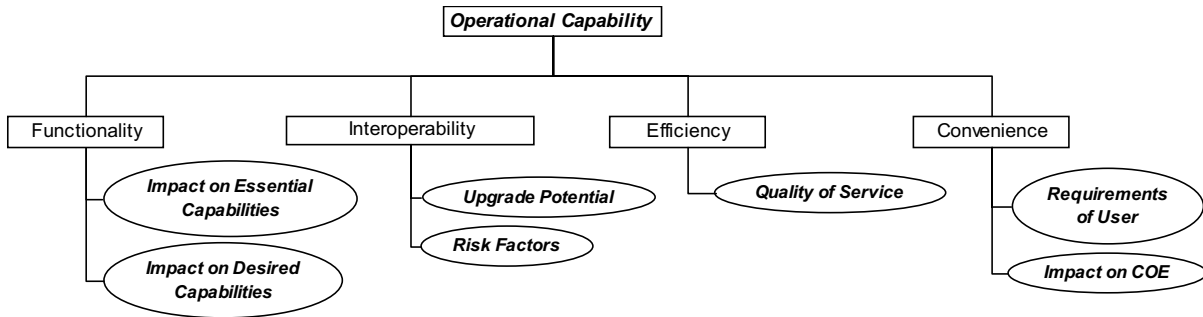 Operational Capability
Functionality
Interoperability
Efficiency
Convenience
Impact on Essential
Capabilities
Impact on Desired
Capabilities
Upgrade Potential
Risk Factors
Quality of Service
Requirements
of User
Impact on COE